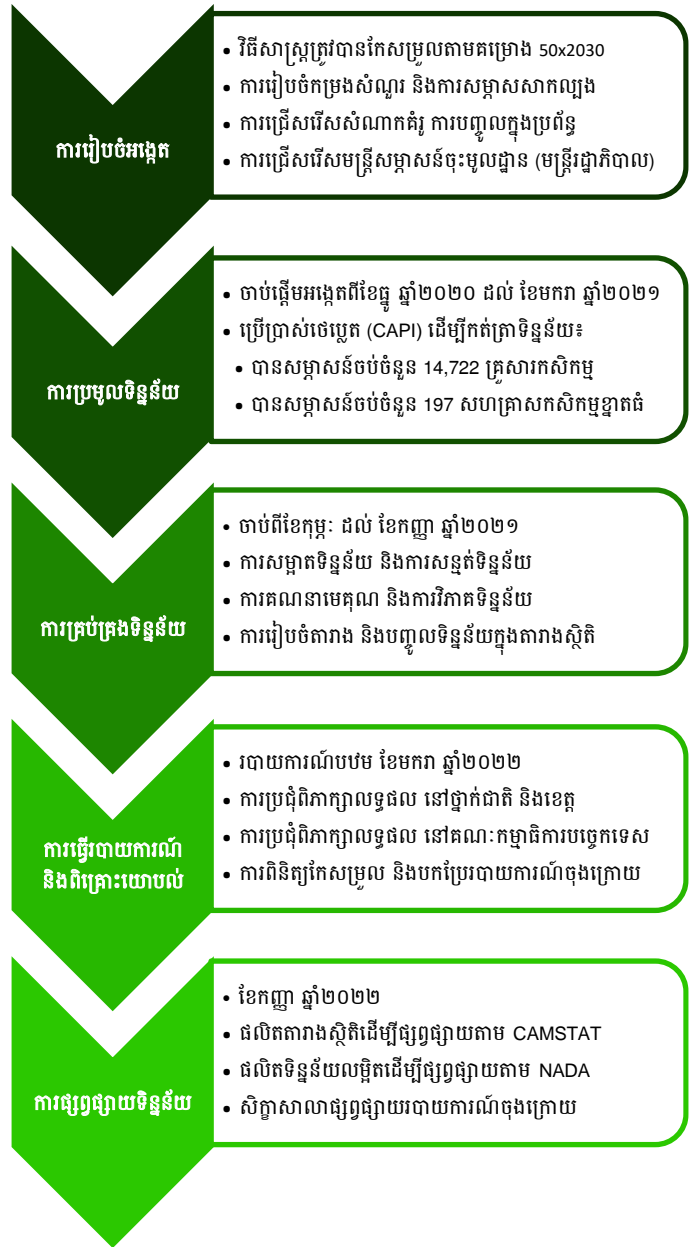 ការរៀបចំអង្កេត
• វិធីសាស្ត្រត្រូវបានកែសម្រួលតាមគម្រោង 50x2030
• ការរៀបចំកម្រងសំណួរ និងការសម្ភាសសាកល្បង
• ការជ្រើសរើសសំណាកគំរូ ការបញ្ចូលក្នុងប្រព័ន្ធ
• ការជ្រើសរើសមន្ត្រីសម្ភាសន៍ចុះមូលដ្ឋាន (មន្ត្រីរដ្ឋាភិបាល)
ការប្រមូលទិន្នន័យ
• ចាប់ផ្តើមអង្កេតពីខែធ្នូ ឆ្នាំ២០២០ ដល់ ខែមករា ឆ្នាំ២០២១
• ប្រើប្រាស់ថេប្លេត (CAPI) ដើម្បីកត់ត្រាទិន្នន័យ៖
• បានសម្ភាសន៍ចប់ចំនួន 14,722 គ្រួសារកសិកម្ម
• បានសម្ភាសន៍ចប់ចំនួន 197 សហគ្រាសកសិកម្មខ្នាតធំ
ការគ្រប់គ្រងទិន្នន័យ
• ចាប់ពីខែកុម្ភៈ ដល់ ខែកញ្ញា ឆ្នាំ២០២១
• ការសម្អាតទិន្នន័យ និងការសន្មត់ទិន្នន័យ
• ការគណនាមេគុណ និងការវិភាគទិន្នន័យ
• ការរៀបចំតារាង និងបញ្ចូលទិន្នន័យក្នុងតារាងស្ថិតិ
ការធ្វើរបាយការណ៍
និងពិគ្រោះយោបល់
• របាយការណ៍បឋម ខែមករា ឆ្នាំ២០២២
• ការប្រជុំពិភាក្សាលទ្ធផល នៅថ្នាក់ជាតិ និងខេត្ត
• ការប្រជុំពិភាក្សាលទ្ធផល នៅគណៈកម្មាធិការបច្ចេកទេស
• ការពិនិត្យកែសម្រួល និងបកប្រែរបាយការណ៍ចុងក្រោយ
ការផ្សព្វផ្សាយទិន្នន័យ
• ខែកញ្ញា ឆ្នាំ២០២២
• ផលិតតារាងស្ថិតិដើម្បីផ្សព្វផ្សាយតាម CAMSTAT
• ផលិតទិន្នន័យលម្អិតដើម្បីផ្សព្វផ្សាយតាម NADA
• សិក្ខាសាលាផ្សព្វផ្សាយរបាយការណ៍ចុងក្រោយ